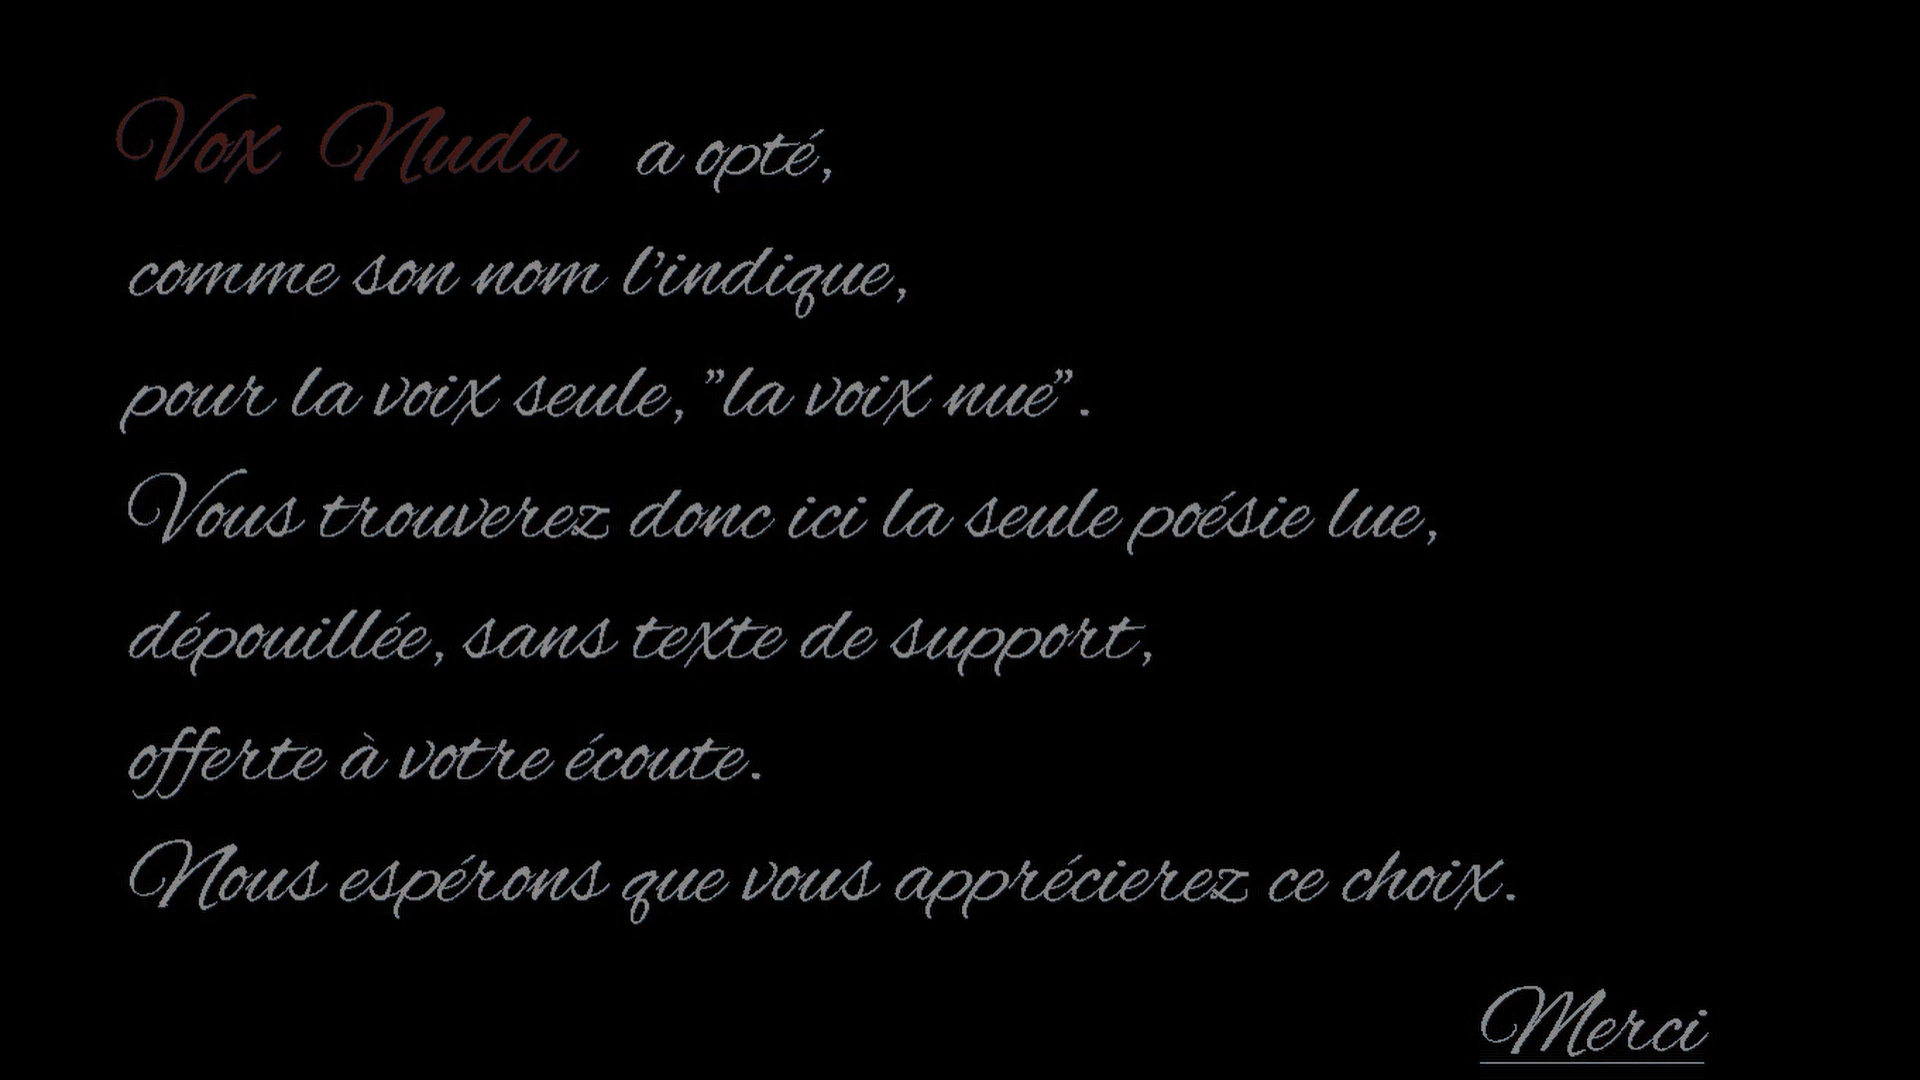 Vox Nuda a opté,
comme son nom l'indique,
pour la voix seule, "la voix nue".
Vous trouverez donc ici la seule poésie lue,
dépouillée, sans texte de support,
offerte à votre écoute.
Nous espérons que vous apprécierez ce choix.
Merci